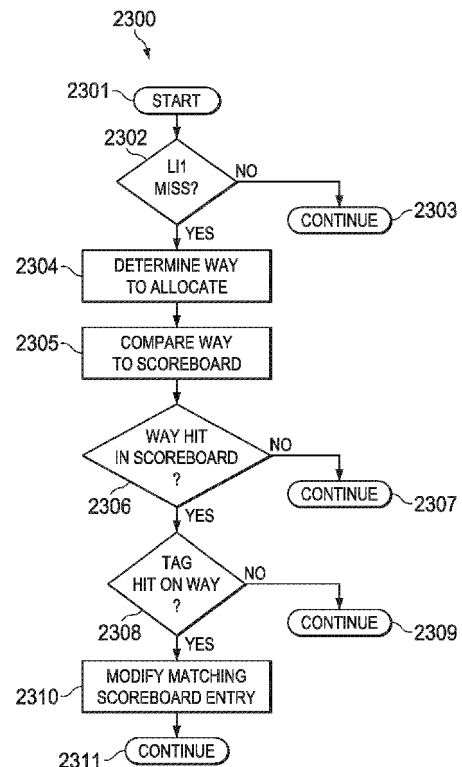 2300
2301
START
2302
LI1
MISS?
NO
CONTINUE
2303
YES
2304
DETERMINE WAY
TO ALLOCATE
2305
COMPARE WAY
TO SCOREBOARD
WAY HIT
IN SCOREBOARD
?
NO
2306
CONTINUE
2307
YES
TAG
HIT ON WAY
?
NO
2308
CONTINUE
2309
YES
2310
MODIFY MATCHING
SCOREBOARD ENTRY
2311
CONTINUE